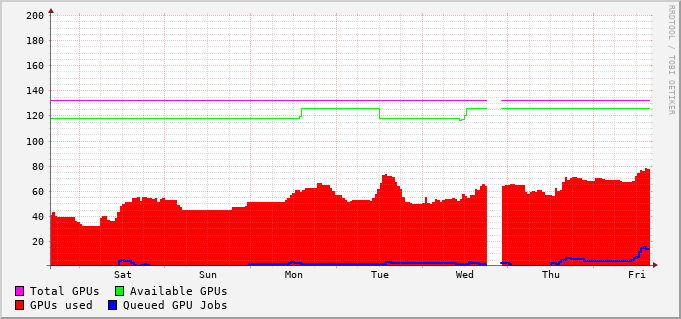 200
180
160
140
120
100
80
60
40
20
Sat Sun Mon Tue Wed Thu Fri
Total GPUs Available GPUs
GPUs used Queued GPU Jobs
RRDTOOL / TOBI OETIKER